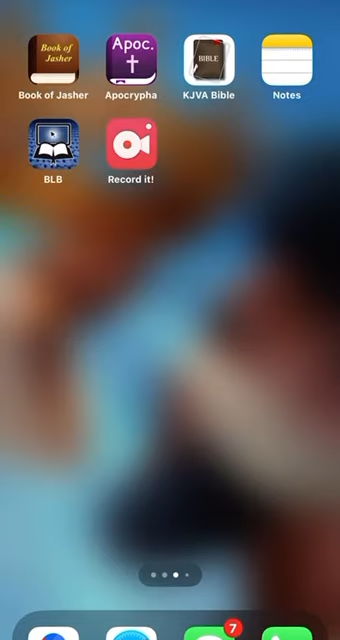 Book of
Jasher
Apoc.
BIBLE
Book of Jasher
Apocrypha
KJVA Bible
Notes
BLB
Record it!
7